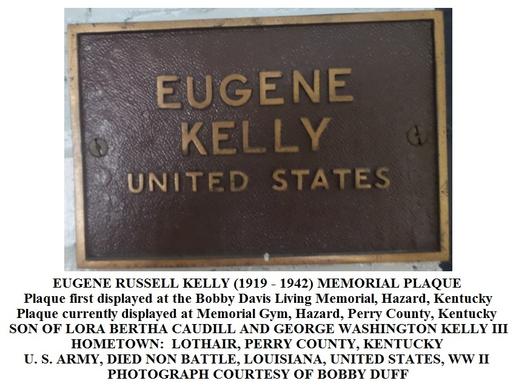 EUGENE
KELLY
UNITED STATES
EUGENE RUSSELL KELLY (1919 - 1942) MEMORIAL PLAQUE
Plaque first displayed at the Bobby Davis Living Memorial, Hazard, Kentucky
Plaque currently displayed at Memorial Gym, Hazard, Perry County, Kentucky
SON OF LORA BERTHA CAUDILL AND GEORGE WASHINGTON KELLY III
HOMETOWN: LOTHAIR, PERRY COUNTY, KENTUCKY
U. S. ARMY, DIED NON BATTLE, LOUISIANA, UNITED STATES, WW II
PHOTOGRAPH COURTESY OF BOBBY DUFF